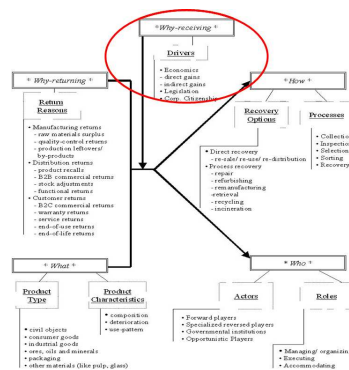 * Why-receiving *
Drivers
• Economics
- direct gains
- indirect gains
• Legislation
• Corp. Citizenship
* Why-returning *
Return
Reasons
• Manufacturing returns
- raw materials surplus
- quality-control returns
- production leftovers/
by-products
• Distribution returns
- product recalls
- B2B commercial returns
- stock adjustments
- functional returns
• Customer returns
- B2C commercial returns
- warranty returns
- service returns
- end-of-use returns
- end-of-life returns
* How *
Recovery
Options
• Direct recovery
- re-sale/ re-use/ re-distribution
• Process recovery
- repair
- refurbishing
- remanufacturing
-retrieval
- recycling
- incineration
Processes
• Collection
• Inspection
• Selection
• Sorting
• Recovery
* What *
Product
Type
• civil objects
• consumer goods
• industrial goods
• ores, oils and minerals
• packaging
• other materials (like pulp, glass)
Product
Characteristics
• composition
• deterioration
• use-pattern
* Who *
Actors
• Forward players
• Specialized reversed players
• Governmental institutions
• Opportunistic Players
Roles
• Managing/ organizing
• Executing
• Accommodating